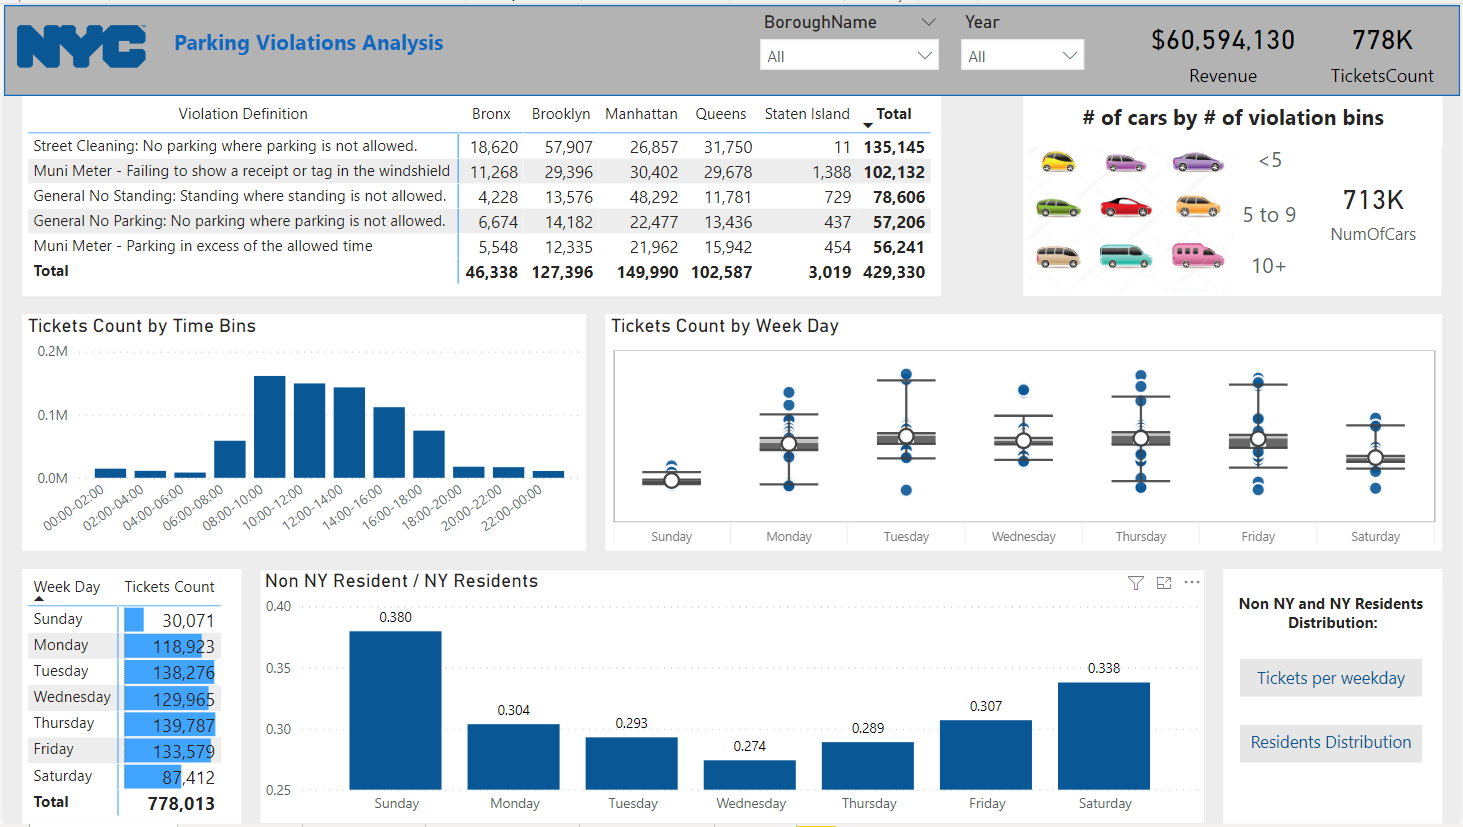 NYC
Parking Violations Analysis
BoroughName
All
Year
All
$60,594,130
Revenue
778K
TicketsCount
Violation Definition Bronx Brooklyn Manhattan Queens Staten Island Total
Street Cleaning: No parking where parking is not allowed. 18,620 57,907 26,857 31,750 11 135,145
Muni Meter - Failing to show a receipt or tag in the windshield 11,268 29,396 30,402 29,678 1,388 102,132
General No Standing: Standing where standing is not allowed. 4,228 13,576 48,292 11,781 729 78,606
General No Parking: No parking where parking is not allowed. 6,674 14,182 22,477 13,436 437 57,206
Muni Meter - Parking in excess of the allowed time 5,548 12,335 21,962 15,942 454 56,241
Total 46,338 127,396 149,990 102,587 3,019 429,330
# of cars by # of violation bins
<5
5 to 9
10+
713K
NumOfCars
Tickets Count by Time Bins
0.2M
0.1M
0.0M
00:00-02:00 02:00-04:00 04:00-06:00 06:00-08:00 08:00-10:00 10:00-12:00 12:00-14:00 14:00-16:00 16:00-18:00 18:00-20:00 20:00-22:00 22:00-00:00
Tickets Count by Week Day
Sunday Monday Tuesday Wednesday Thursday Friday Saturday
Week Day Tickets Count
Sunday 30,071
Monday 118,923
Tuesday 138,276
Wednesday 129,965
Thursday 139,787
Friday 133,579
Saturday 87,412
Total 778,013
Non NY Resident / NY Residents
0.40
0.35
0.30
0.25
0.380 0.304 0.293 0.274 0.289 0.307 0.338
Sunday Monday Tuesday Wednesday Thursday Friday Saturday
Non NY and NY Residents
Distribution:
Tickets per weekday
Residents Distribution